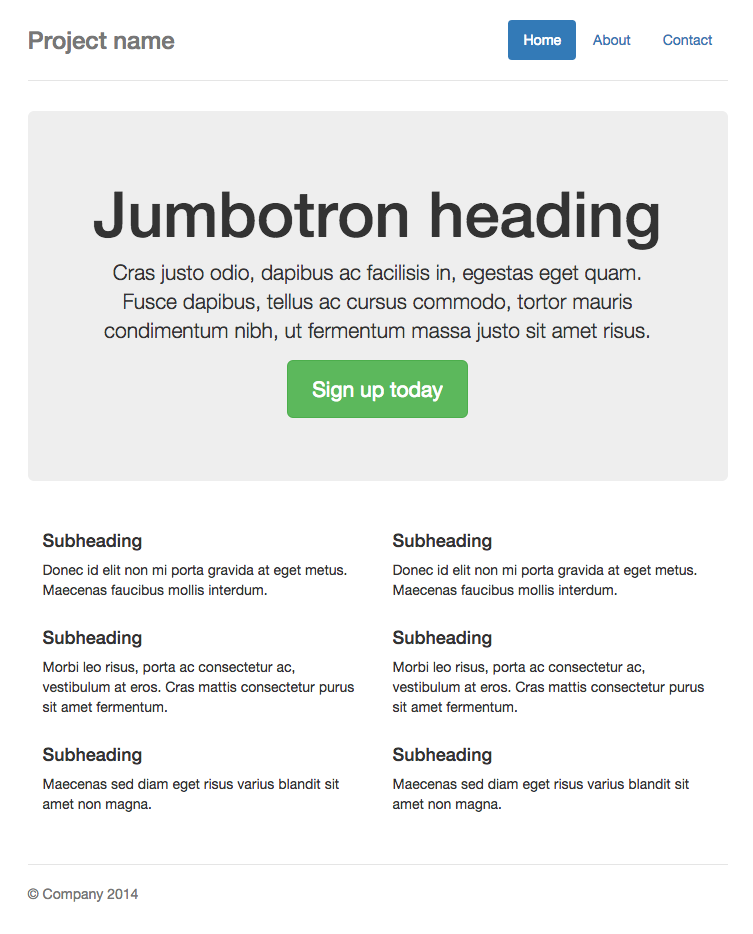 Project name
Home
About
Contact
Jumbotron heading
Cras justo odio, dapibus ac facilisis in, egestas eget quam.
Fusce dapibus, tellus ac cursus commodo, tortor mauris
condimentum nibh, ut fermentum massa justo sit amet risus.
Sign up today
Subheading
Donec id elit non mi porta gravida at eget metus.
Maecenas faucibus mollis interdum.
Subheading
Morbi leo risus, porta ac consectetur ac,
vestibulum at eros. Cras mattis consectetur purus
sit amet fermentum.
Subheading
Maecenas sed diam eget risus varius blandit sit
amet non magna.
Subheading
Donec id elit non mi porta gravida at eget metus.
Maecenas faucibus mollis interdum.
Subheading
Morbi leo risus, porta ac consectetur ac,
vestibulum at eros. Cras mattis consectetur purus
sit amet fermentum.
Subheading
Maecenas sed diam eget risus varius blandit sit
amet non magna.
© Company 2014